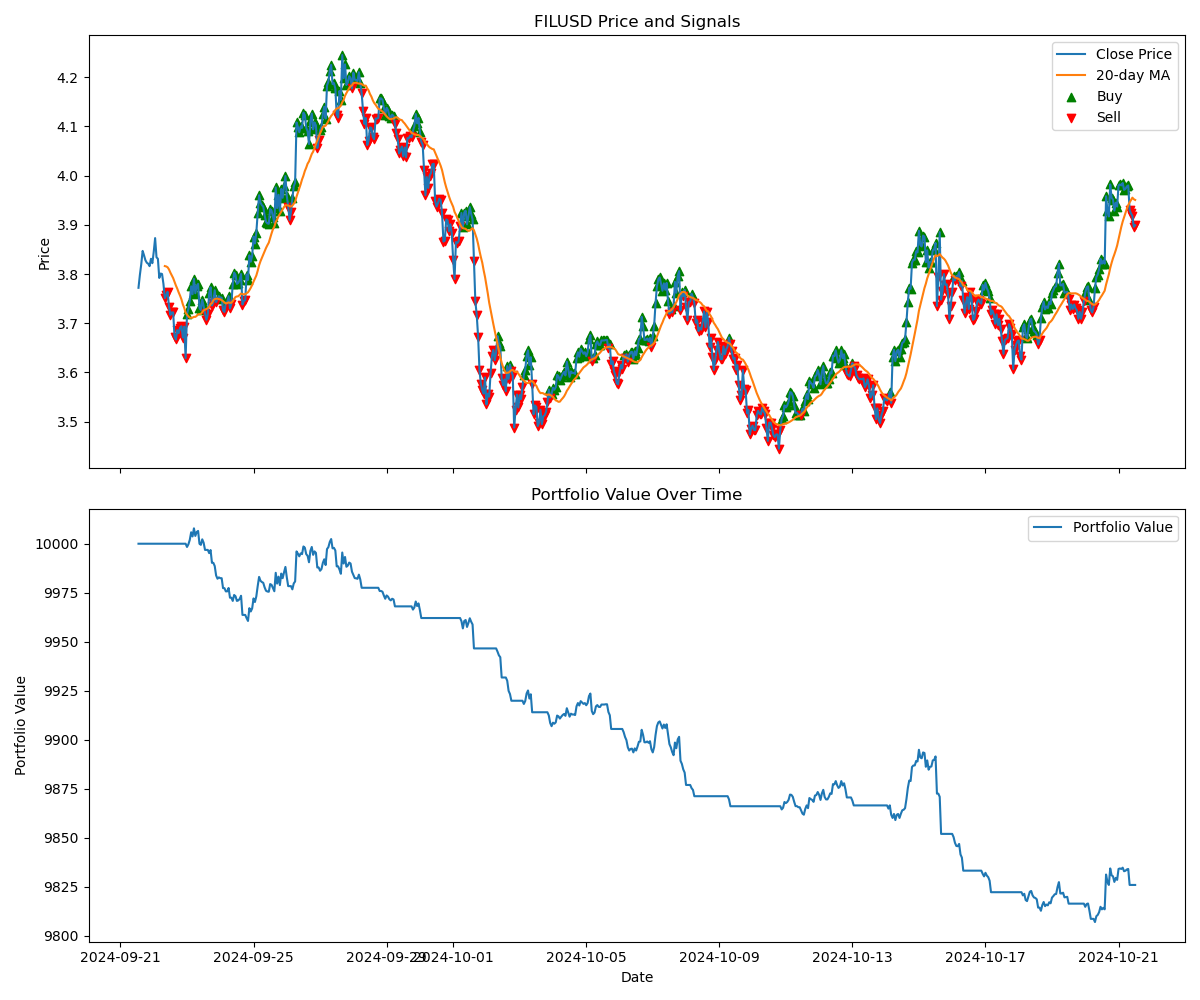 FILUSD Price and Signals
Close Price
20-day MA
Buy
Sell
4.2
4.1
4.0
3.9
3.8
3.7
3.6
3.5
Price
Portfolio Value Over Time
Portfolio Value
10000
9975
9950
9925
9900
9875
9850
9825
9800
Portfolio Value
2024-09-21 2024-09-25 2024-09-29 2024-10-01 2024-10-05 2024-10-09 2024-10-13 2024-10-17 2024-10-21
Date